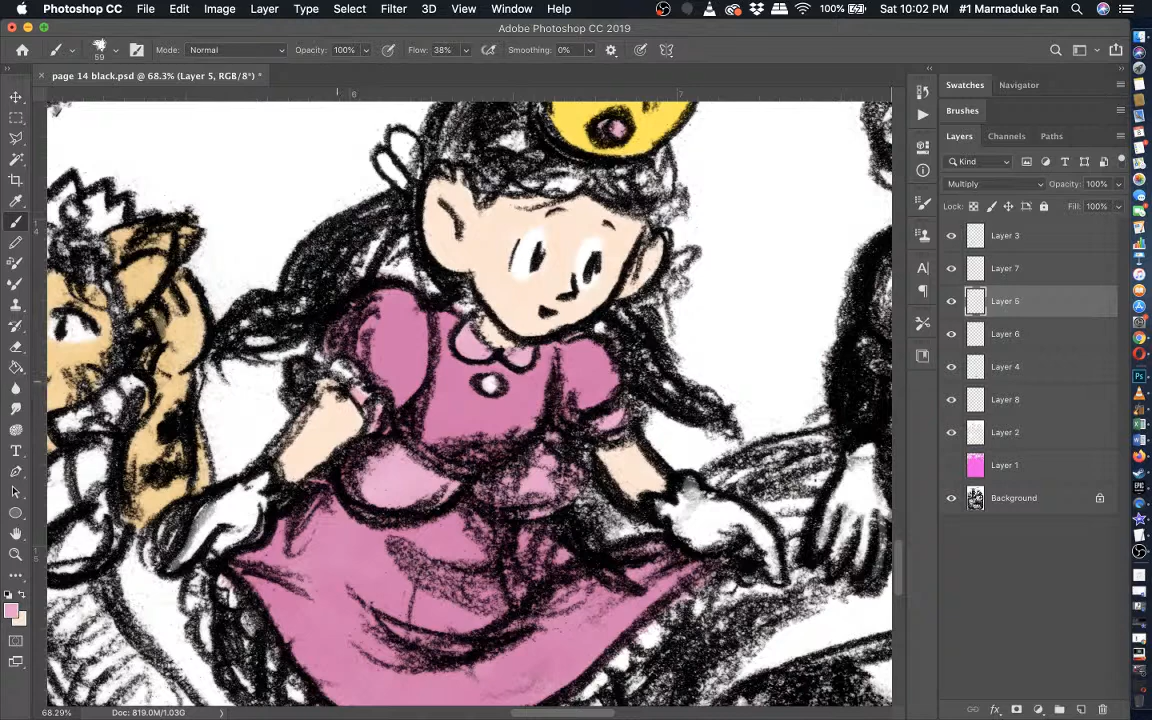 Photoshop CC File Edit Image Layer Type Select Filter 3D View Window Help 100% Sat 10:02 PM #1 Marmaduke Fan
Adobe Photoshop CC 2019
59 Mode: Normal Opacity: 100% Flow: 38% Smoothing: 0%
× page 14 black.psd @ 68.3% (Layer 5, RGB/8*) *
6 7
Swatches Navigator
Brushes
Layers Channels Paths
Kind
Multiply Opacity: 100%
Lock: Fill: 100%
Layer 3
Layer 7
Layer 5
Layer 6
Layer 4
Layer 8
Layer 2
Layer 1
Background
68.29% Doc: 819.0M/1.03G